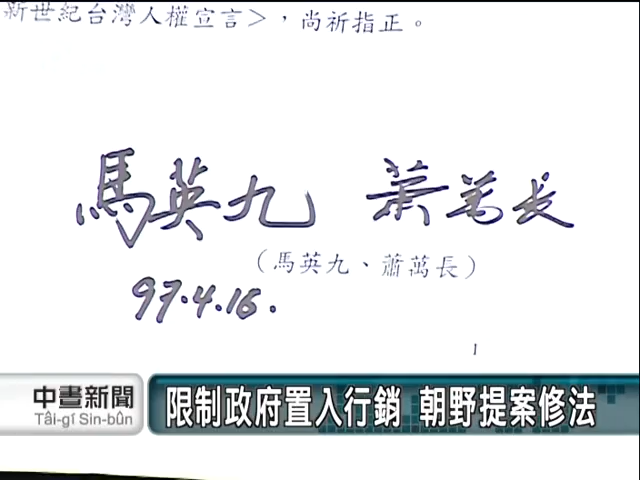 新世紀台灣人權宣言＞，尚祈指正。
馬英九 蕭萬長
（馬英九、蕭萬長）
97.4.16.
1
中晝新聞
Tâi-gí Sin-bûn
限制政府置入行銷 朝野提案修法